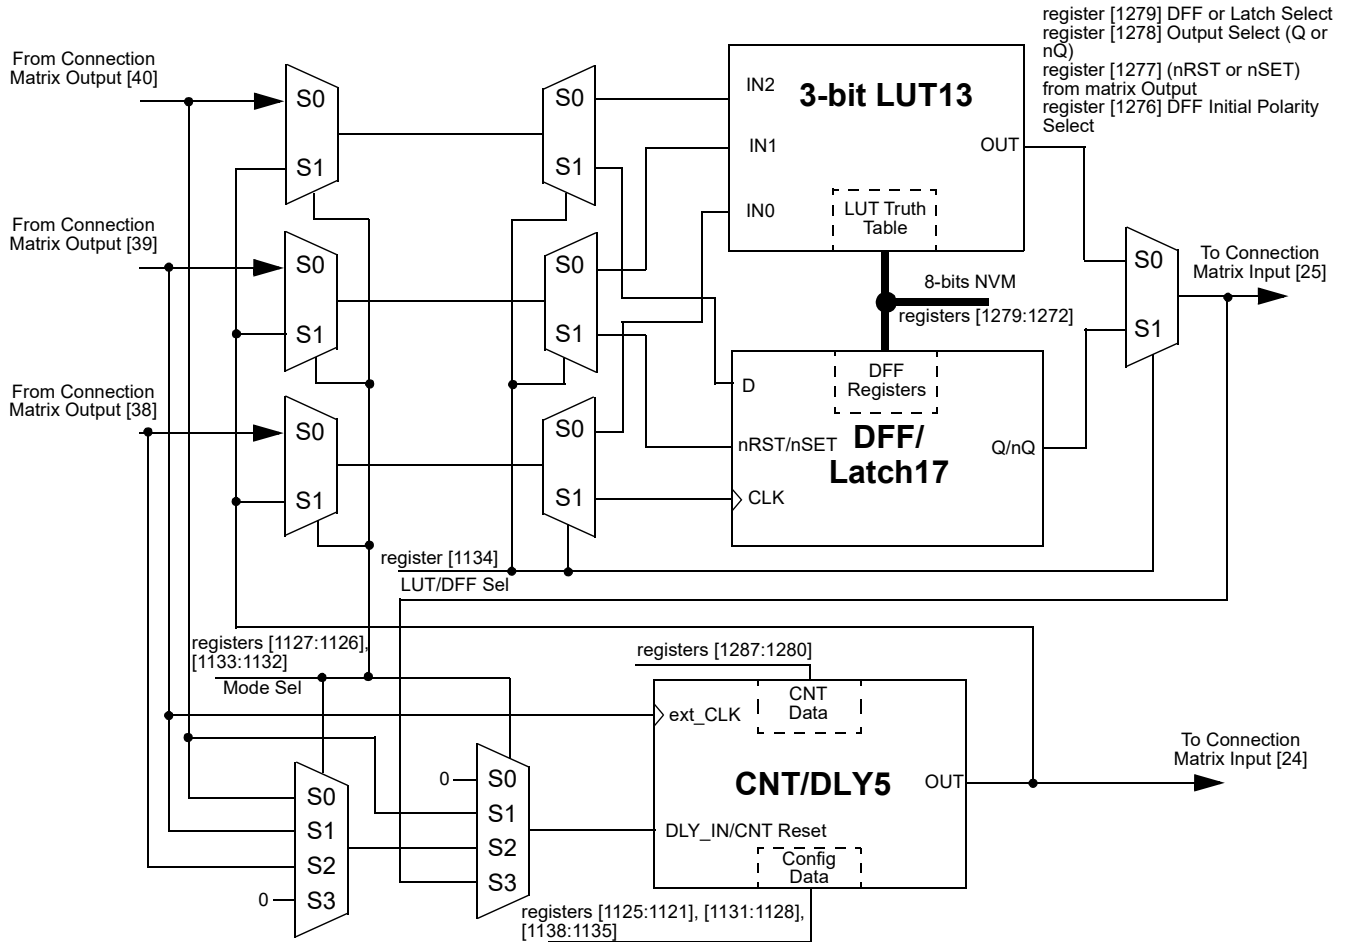 register [1279] DFF or Latch Select
register [1278] Output Select (Q or
nQ)
register [1277] (nRST or nSET)
from matrix Output
register [1276] DFF Initial Polarity
Select
From Connection
Matrix Output [40]
S0
S1
S0
S1
IN2
3-bit LUT13
IN1
OUT
IN0
LUT Truth
Table
From Connection
Matrix Output [39]
S0
S1
S0
S1
8-bits NVM
registers [1279:1272]
S0
S1
To Connection
Matrix Input [25]
From Connection
Matrix Output [38]
S0
S1
S0
S1
D
DFF
Registers
nRST/nSET
DFF/
Latch17
Q/nQ
CLK
register [1134]
LUT/DFF Sel
registers [1127:1126],
[1133:1132]
Mode Sel
registers [1287:1280]
ext_CLK
CNT
Data
CNT/DLY5
OUT
To Connection
Matrix Input [24]
DLY_IN/CNT Reset
Config
Data
0
S0
S1
S2
S3
S0
S1
S2
S3
0
registers [1125:1121], [1131:1128],
[1138:1135]